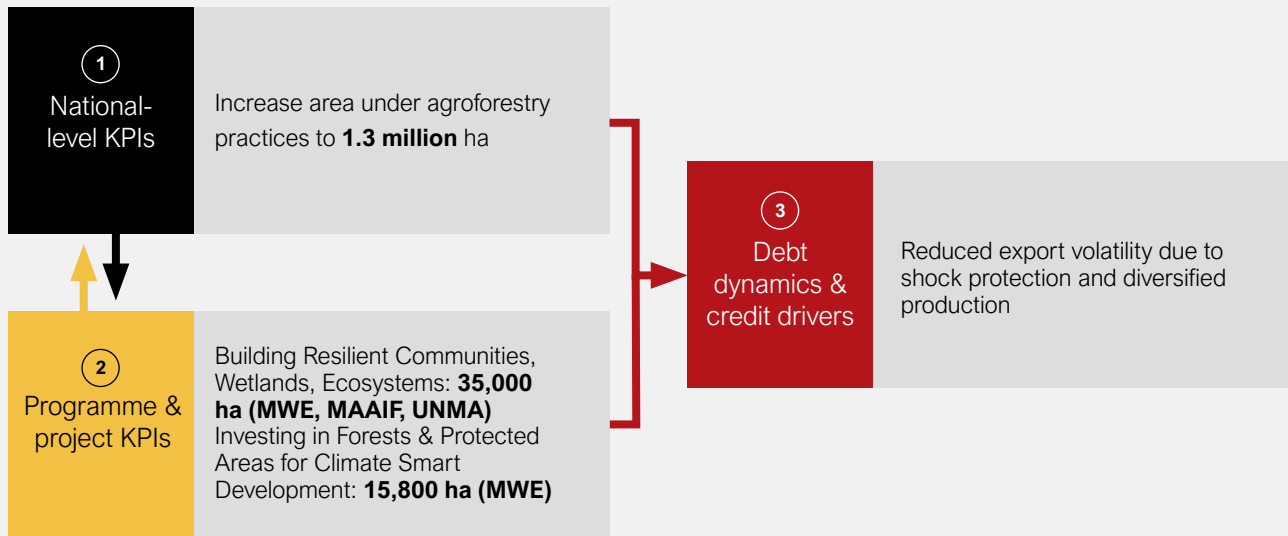 1
National-
level KPIs
Increase area under agroforestry
practices to 1.3 million ha
2
Programme &
project KPIs
Building Resilient Communities,
Wetlands, Ecosystems: 35,000
ha (MWE, MAAIF, UNMA)
Investing in Forests & Protected
Areas for Climate Smart
Development: 15,800 ha (MWE)
3
Debt
dynamics &
credit drivers
Reduced export volatility due to
shock protection and diversified
production